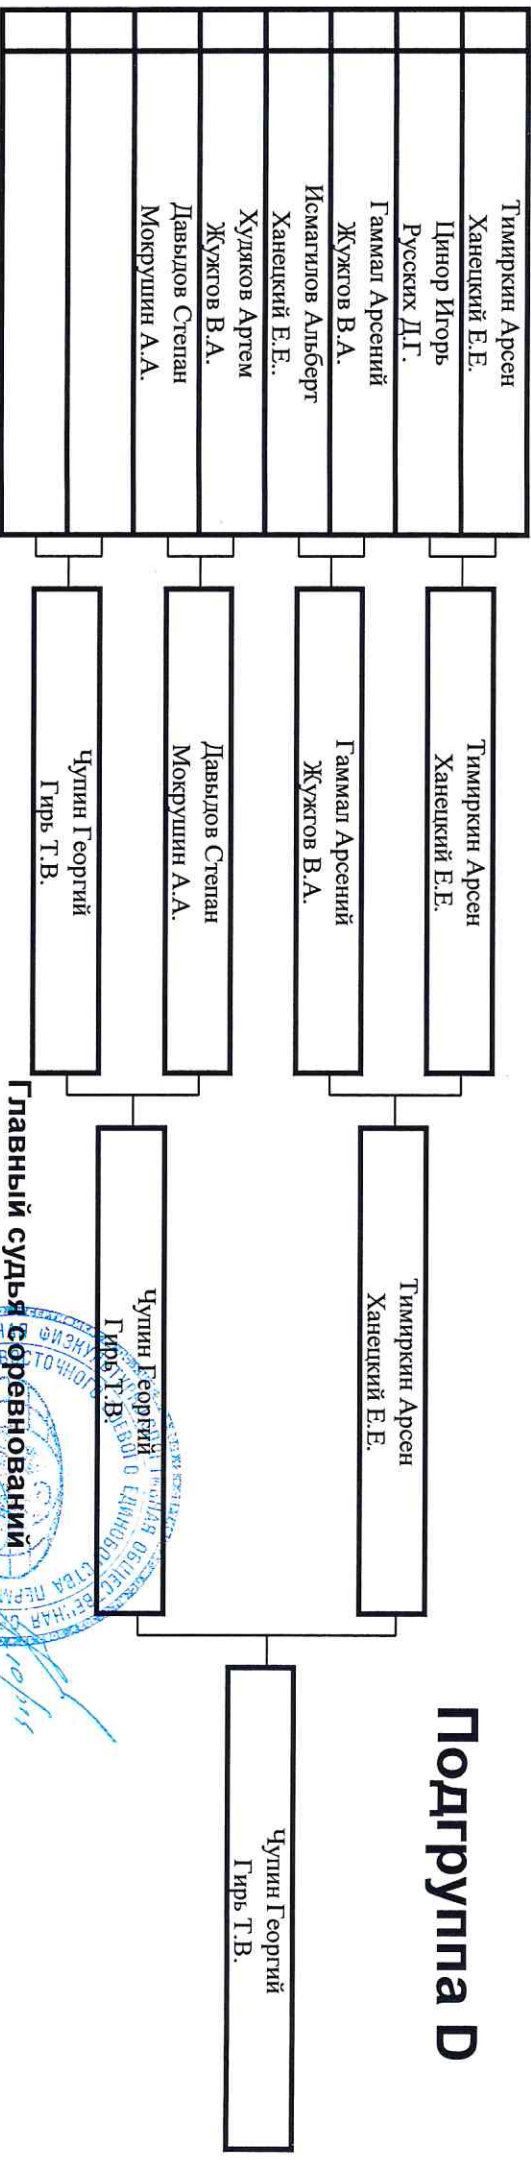 Подгруппа D
Тимиркин Арсен
Ханецкий Е.Е.
Цинор Игорь
Русских Д.Г.
Гаммал Арсений
Жужгов В.А.
Исмагилов Альберт
Ханецкий Е.Е..
Худяков Артем
Жужгов В.А.
Давыдов Степан
Мокрушин А.А.
Тимиркин Арсен
Ханецкий Е.Е.
Гаммал Арсений
Жужгов В.А.
Давыдов Степан
Мокрушин А.А.
Чупин Георгий
Гирь Т.В.
Тимиркин Арсен
Ханецкий Е.Е.
Чупин Георгий
Гирь Т.В.
Чупин Георгий
Гирь Т.В.
Главный судья соревнований